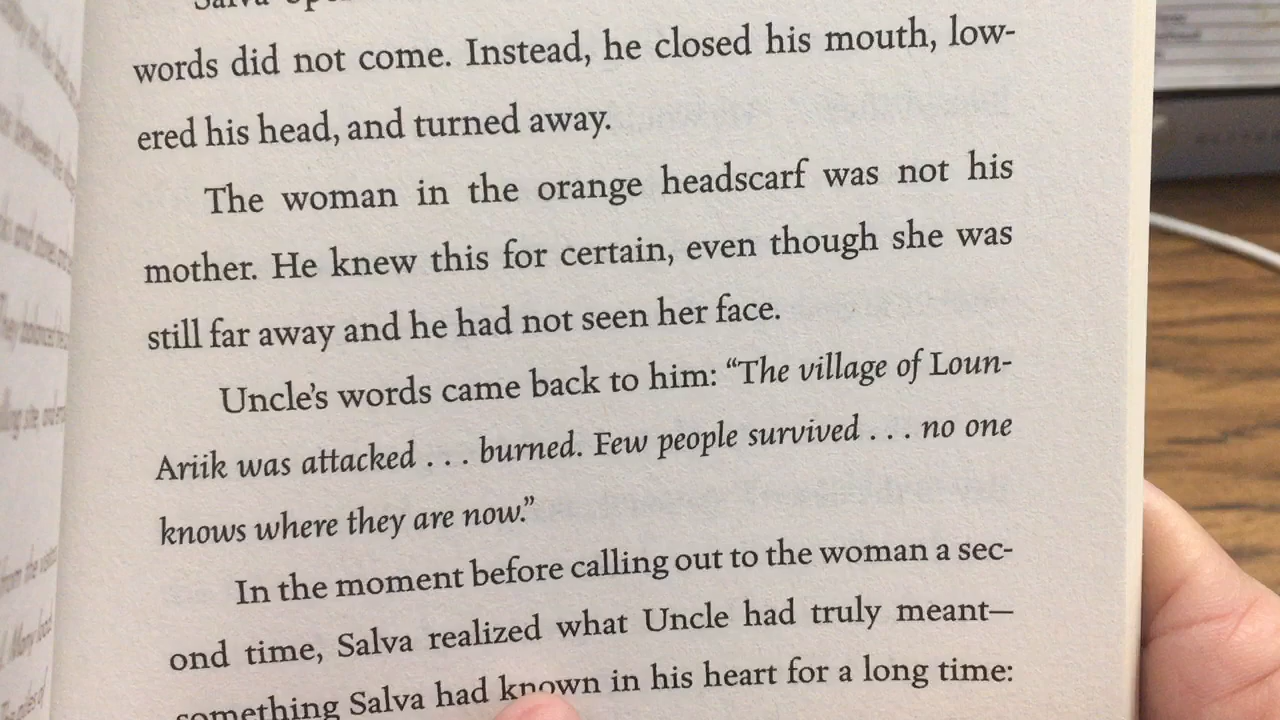 Salva
words did not come. Instead, he closed his mouth, low-
ered his head, and turned away.
The woman in the orange headscarf was not his
mother. He knew this for certain, even though she was
still far away and he had not seen her face.
Uncle’s words came back to him: “The village of Loun-
Ariik was attacked . . . burned. Few people survived . . . no one
knows where they are now.”
In the moment before calling out to the woman a sec-
ond time, Salva realized what Uncle had truly meant—
something Salva had known in his heart for a long time: